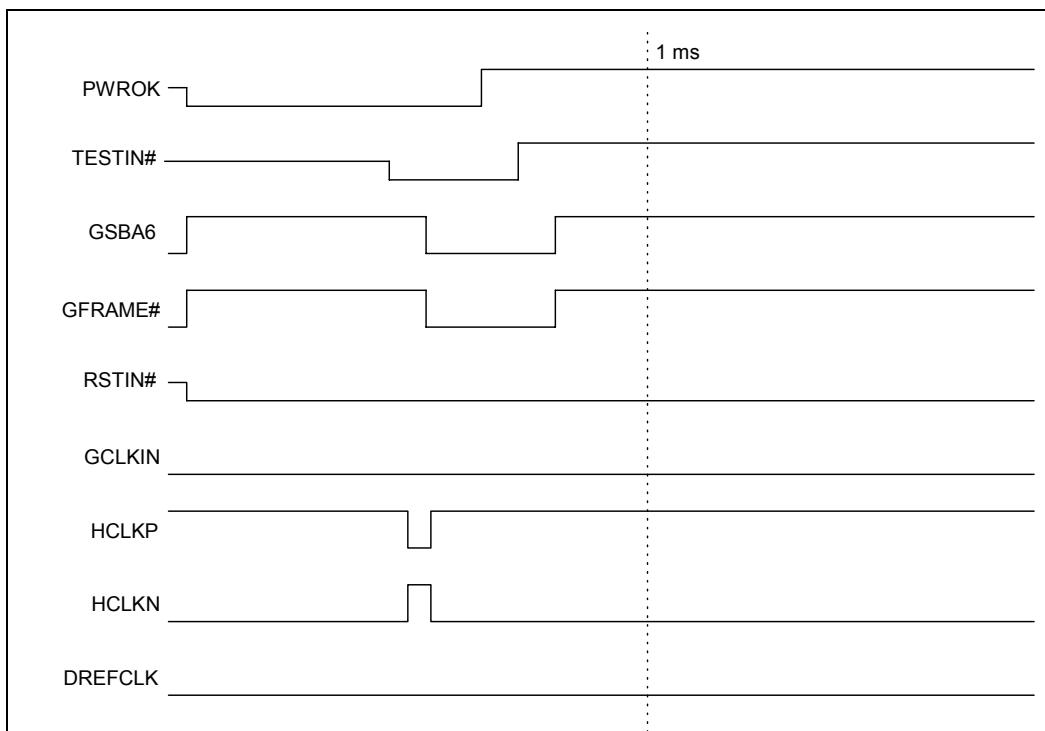 1 ms
PWROK
TESTIN#
GSBA6
GFRAME#
RSTIN#
GCLKIN
HCLKP
HCLKN
DREFCLK